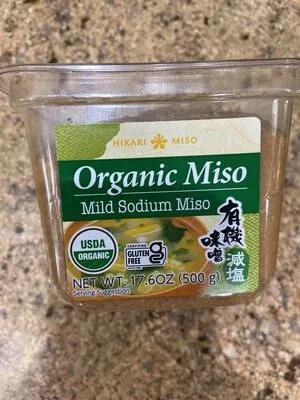 HIKARI MISO
Organic Miso
Mild Sodium Miso
有機味噌
減塩
USDA
ORGANIC
CERTIFIED
GLUTEN
FREE
NET WT. 17.6OZ (500 g)
Serving Suggestion